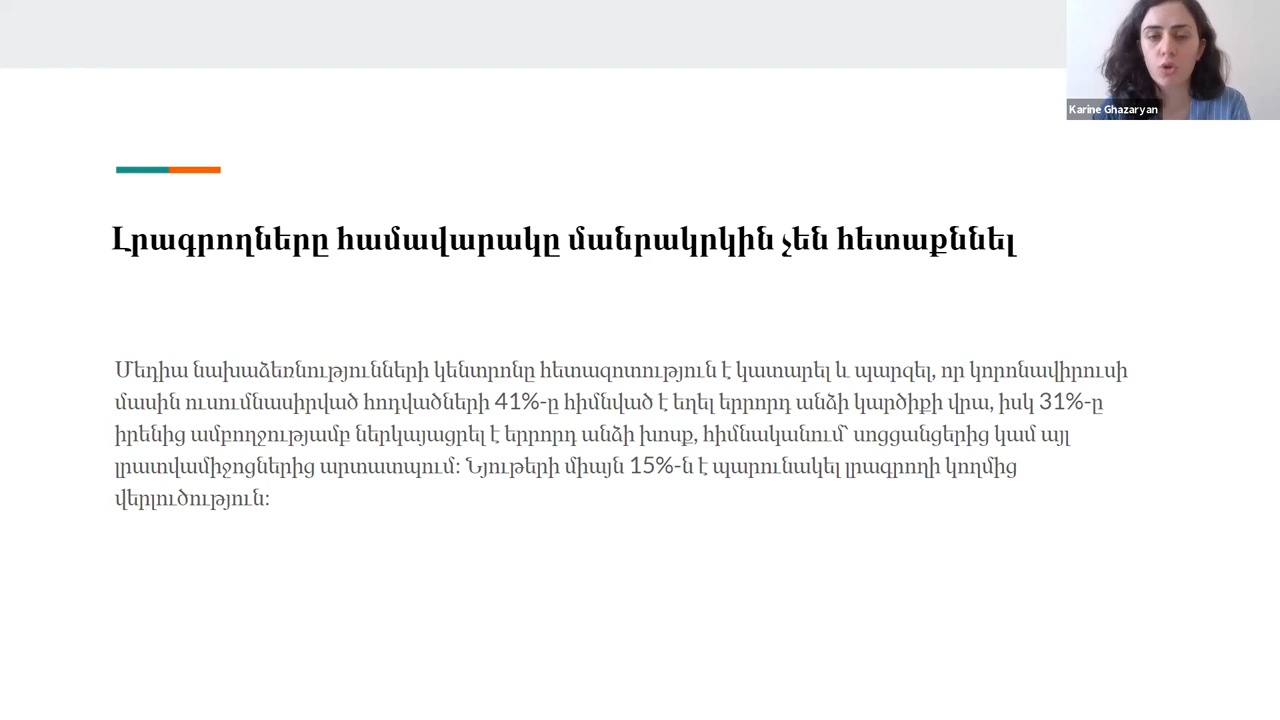 Karine Ghazaryan
Լրագրողները համավարակը մանրակրկին չեն հետաքննել
Մեդիա նախաձեռնությունների կենտրոնը հետազոտություն է կատարել և պարզել, որ կորոնավիրուսի
մասին ուսումնասիրված հոդվածների 41%-ը հիմնված է եղել երրորդ անձի կարծիքի վրա, իսկ 31%-ը
իրենից ամբողջությամբ ներկայացրել է երրորդ անձի խոսք, հիմնականում՝ սոցցանցերից կամ այլ
լրատվամիջոցներից արտատպում: Նյութերի միայն 15%-ն է պարունակել լրագրողի կողմից
վերլուծություն: